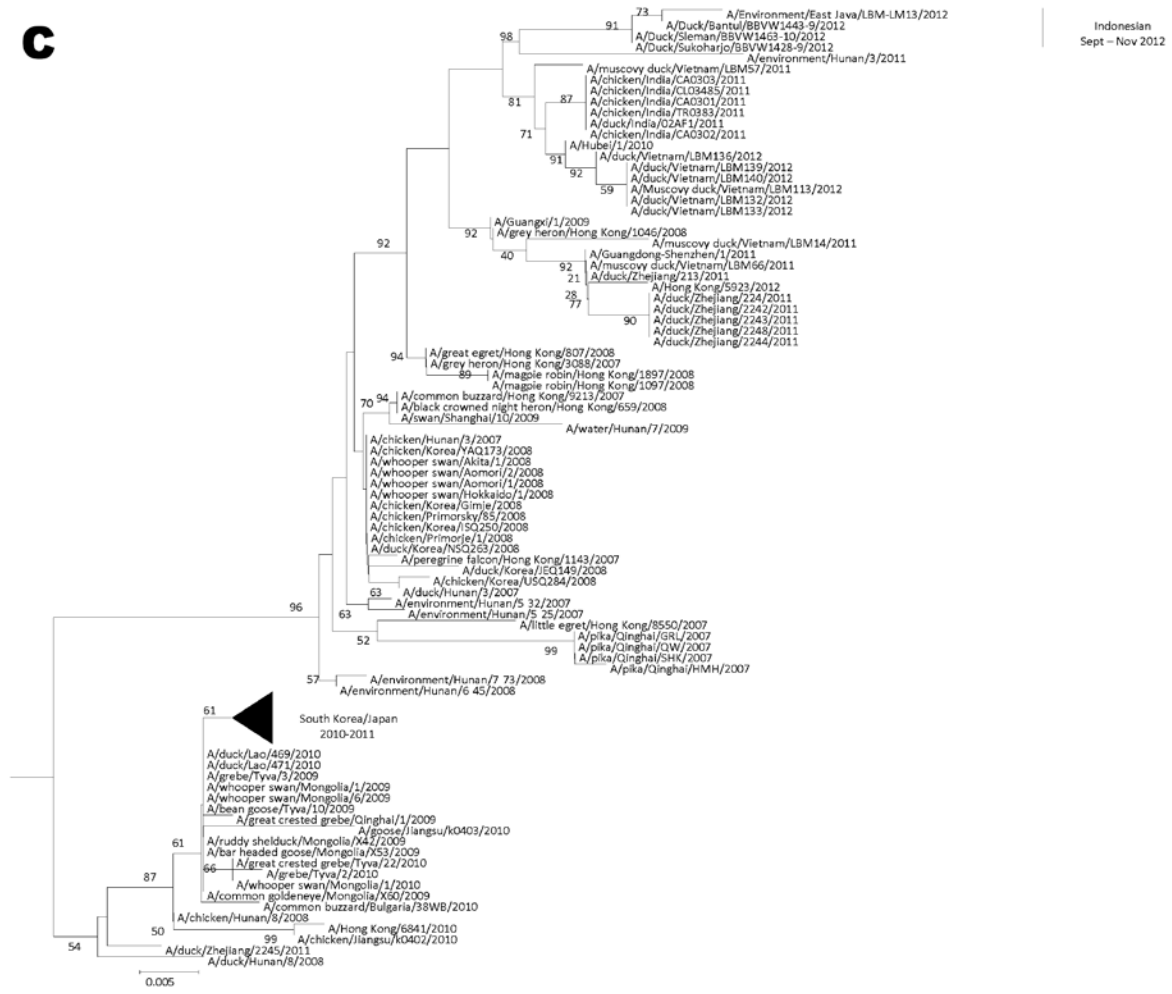 C
73
A/Environment/East Java/LBM-LM13/2012
91
A/Duck/Bantul/BBVW1443-9/2012
A/Duck/Sleman/BBVW1463-10/2012
A/Duck/Sukoharjo/BBVW1428-9/2012
Indonesian
Sept – Nov 2012
98
A/environment/Hunan/3/2011
A/muscovy duck/Vietnam/LBM57/2011
A/chicken/India/CA0303/2011
A/chicken/India/CL03485/2011
81
87
A/chicken/India/CA0301/2011
A/chicken/India/TR0383/2011
A/duck/India/02AF1/2011
71
A/chicken/India/CA0302/2011
A/Hubei/1/2010
91
A/duck/Vietnam/LBM136/2012
92
A/duck/Vietnam/LBM139/2012
A/duck/Vietnam/LBM140/2012
59
A/Muscovy duck/Vietnam/LBM113/2012
A/duck/Vietnam/LBM132/2012
A/duck/Vietnam/LBM133/2012
A/Guangxi/1/2009
92
A/grey heron/Hong Kong/1046/2008
92
A/muscovy duck/Vietnam/LBM14/2011
40
A/Guangdong-Shenzhen/1/2011
92
A/muscovy duck/Vietnam/LBM66/2011
21
A/duck/Zhejiang/213/2011
A/Hong Kong/5923/2012
28
77
A/duck/Zhejiang/224/2011
A/duck/Zhejiang/2242/2011
90
A/duck/Zhejiang/2243/2011
A/duck/Zhejiang/2248/2011
A/duck/Zhejiang/2244/2011
94
A/great egret/Hong Kong/807/2008
A/grey heron/Hong Kong/3088/2007
89
A/magpie robin/Hong Kong/1897/2008
A/magpie robin/Hong Kong/1097/2008
70
94
A/common buzzard/Hong Kong/9213/2007
A/black crowned night heron/Hong Kong/659/2008
A/swan/Shanghai/10/2009
A/water/Hunan/7/2009
A/chicken/Hunan/3/2007
A/chicken/Korea/YAQ173/2008
A/whooper swan/Akita/1/2008
A/whooper swan/Aomori/2/2008
A/whooper swan/Aomori/1/2008
A/whooper swan/Hokkaido/1/2008
A/chicken/Korea/Gimje/2008
A/chicken/Primorsky/85/2008
A/chicken/Korea/ISQ250/2008
A/chicken/Primorje/1/2008
A/duck/Korea/NSQ263/2008
A/peregrine falcon/Hong Kong/1143/2007
A/duck/Korea/JEQ149/2008
A/chicken/Korea/USQ284/2008
63
A/duck/Hunan/3/2007
96
A/environment/Hunan/5 32/2007
63
A/environment/Hunan/5 25/2007
A/little egret/Hong Kong/8550/2007
52
A/pika/Qinghai/GRL/2007
99
A/pika/Qinghai/QW/2007
A/pika/Qinghai/SHK/2007
A/pika/Qinghai/HMH/2007
57
A/environment/Hunan/7 73/2008
A/environment/Hunan/6 45/2008
61
South Korea/Japan
2010-2011
A/duck/Lao/469/2010
A/duck/Lao/471/2010
A/grebe/Tyva/3/2009
A/whooper swan/Mongolia/1/2009
A/whooper swan/Mongolia/6/2009
A/bean goose/Tyva/10/2009
A/great crested grebe/Qinghai/1/2009
A/goose/Jiangsu/k0403/2010
61
A/ruddy shelduck/Mongolia/X42/2009
A/bar headed goose/Mongolia/X53/2009
66
A/great crested grebe/Tyva/22/2010
A/grebe/Tyva/2/2010
87
A/whooper swan/Mongolia/1/2010
A/common goldeneye/Mongolia/X60/2009
A/common buzzard/Bulgaria/38WB/2010
A/chicken/Hunan/8/2008
50
A/Hong Kong/6841/2010
99
A/chicken/Jiangsu/k0402/2010
54
A/duck/Zhejiang/2245/2011
A/duck/Hunan/8/2008
0.005